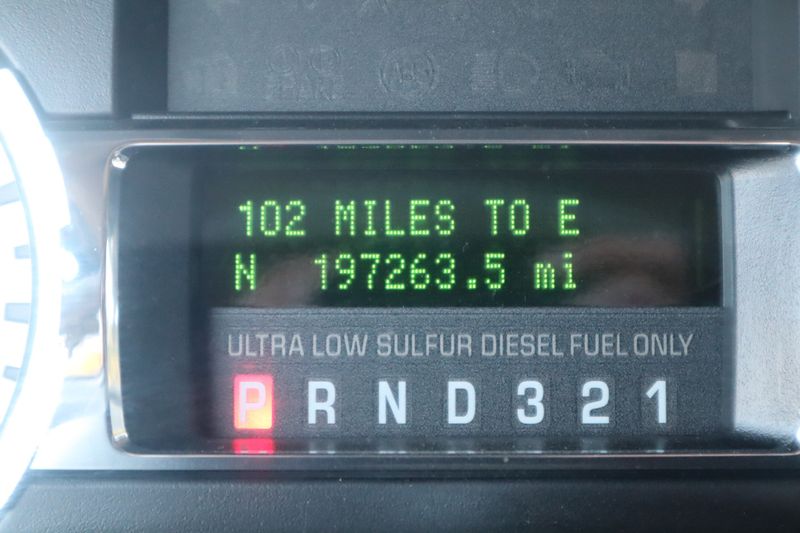 102 MILES TO E
N 197263.5 mi
ULTRA LOW SULFUR DIESEL FUEL ONLY
P R N D 3 2 1